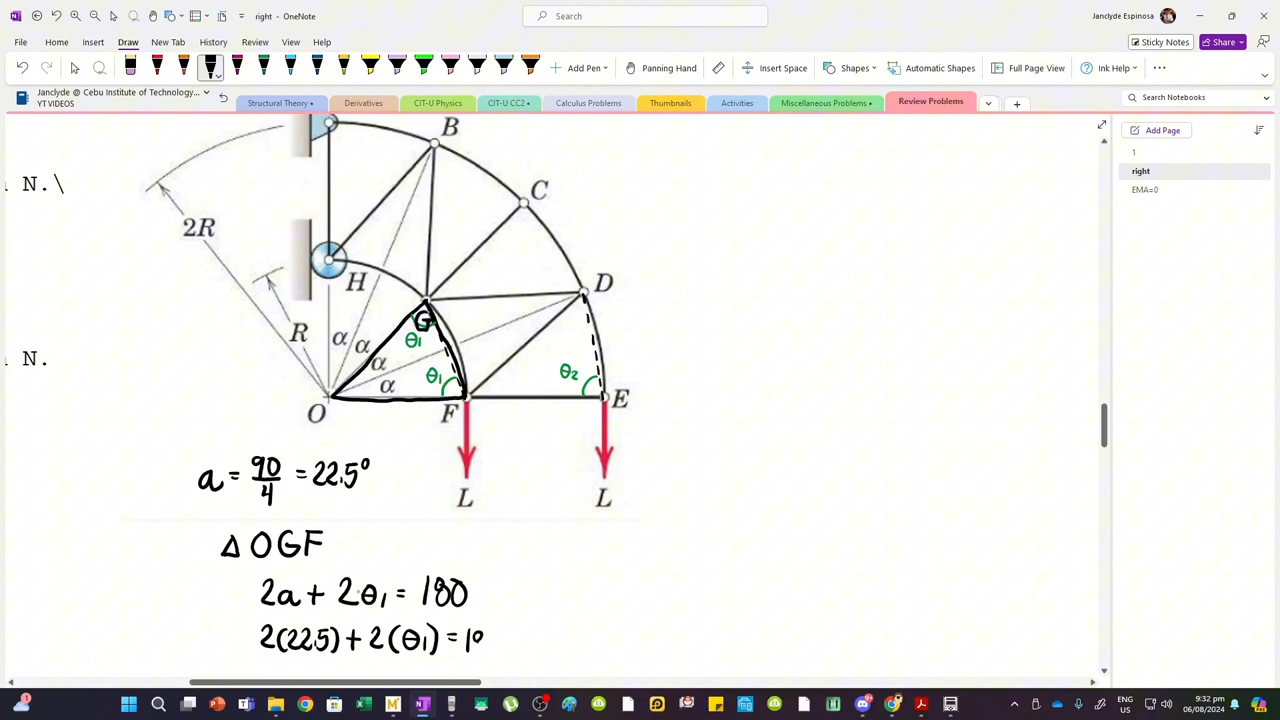 right - OneNote
Search
Janclyde Espinosa
File Home Insert Draw New Tab History Review View Help
Sticky Notes
Share
Add Pen
Panning Hand
Insert Space
Shapes
Automatic Shapes
Full Page View
Ink Help
Janclyde @ Cebu Institute of Technology...
YT VIDEOS
Structural Theory
Derivatives
CIT-U Physics
CIT-U CC2
Calculus Problems
Thumbnails
Activities
Miscellaneous Problems
Review Problems
Search Notebooks
Add Page
1
right
EMA=0
N.\
N.
B
C
2R
D
H
G
R
α
α
α
α
θ1
θ1
θ2
O
F
E
L
L
a = 90/4 = 22.5°
Δ OGF
2a + 2θ1 = 180
2(22.5) + 2(θ1) = 1
ENG
US
9:32 pm
06/08/2024
1